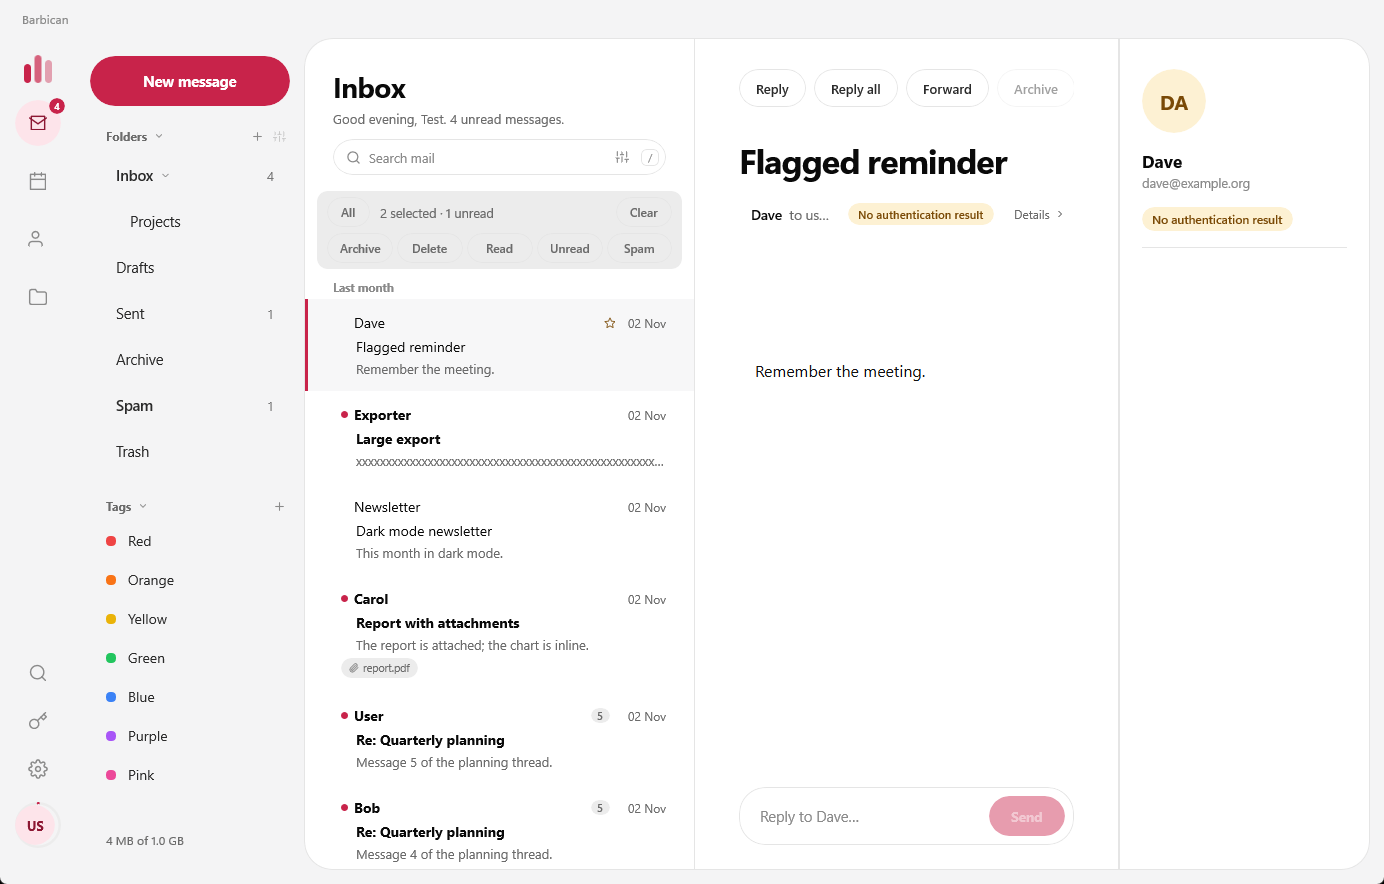 Barbican
4
New message
Folders
Inbox 4
Projects
Drafts
Sent 1
Archive
Spam 1
Trash
Tags
Red
Orange
Yellow
Green
Blue
Purple
Pink
US
4 MB of 1.0 GB
Inbox
Good evening, Test. 4 unread messages.
Search mail /
All 2 selected · 1 unread Clear
Archive Delete Read Unread Spam
Last month
Dave 02 Nov
Flagged reminder
Remember the meeting.
Exporter 02 Nov
Large export
Newsletter 02 Nov
Dark mode newsletter
This month in dark mode.
Carol 02 Nov
Report with attachments
The report is attached; the chart is inline.
report.pdf
User 5 02 Nov
Re: Quarterly planning
Message 5 of the planning thread.
Bob 5 02 Nov
Re: Quarterly planning
Message 4 of the planning thread.
Reply Reply all Forward Archive
Flagged reminder
Dave to us... No authentication result Details
Remember the meeting.
Reply to Dave... Send
DA
Dave
dave@example.org
No authentication result